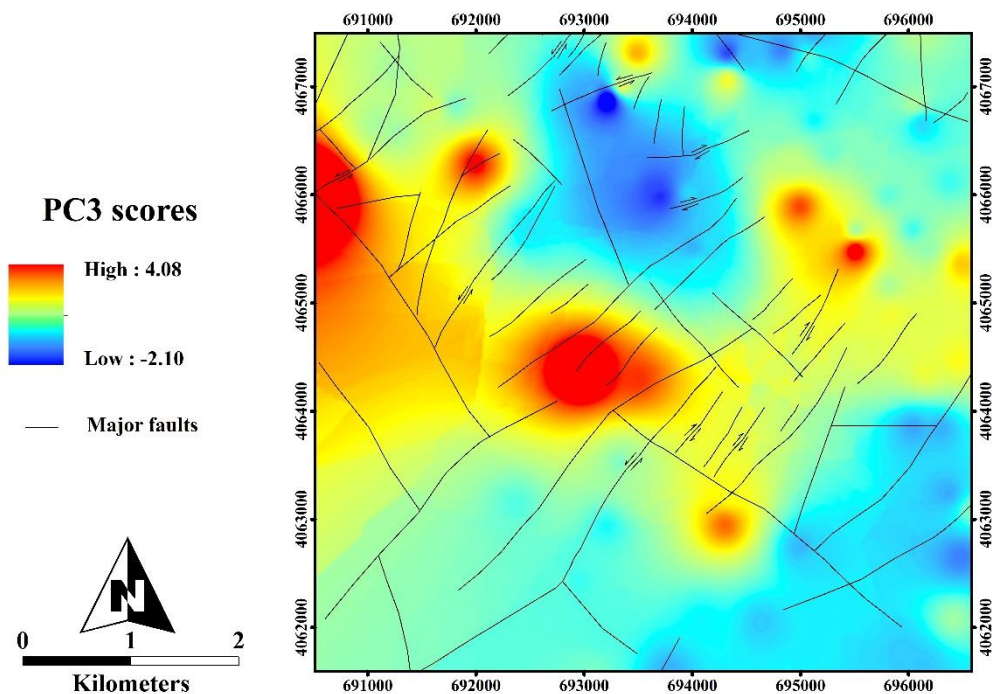 691000 692000 693000 694000 695000 696000
4067000 4067000
4066000 4066000
PC3 scores
High : 4.08
4065000 4065000
Low : -2.10
Major faults
4064000 4064000
4063000 4063000
N
4062000 4062000
0 1 2
Kilometers
691000 692000 693000 694000 695000 696000